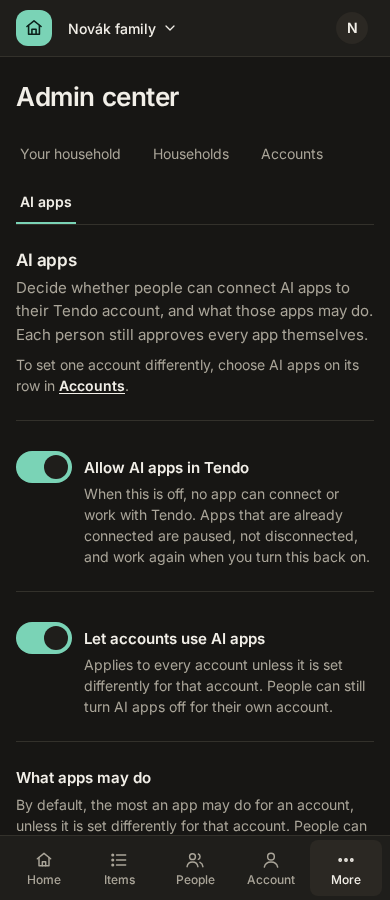 Novák family
N
Admin center
Your household
Households
Accounts
AI apps
AI apps
Decide whether people can connect AI apps to
their Tendo account, and what those apps may do.
Each person still approves every app themselves.
To set one account differently, choose AI apps on its
row in Accounts.
Allow AI apps in Tendo
When this is off, no app can connect or
work with Tendo. Apps that are already
connected are paused, not disconnected,
and work again when you turn this back on.
Let accounts use AI apps
Applies to every account unless it is set
differently for that account. People can still
turn AI apps off for their own account.
What apps may do
By default, the most an app may do for an account,
unless it is set differently for that account. People can
Home
Items
People
Account
More